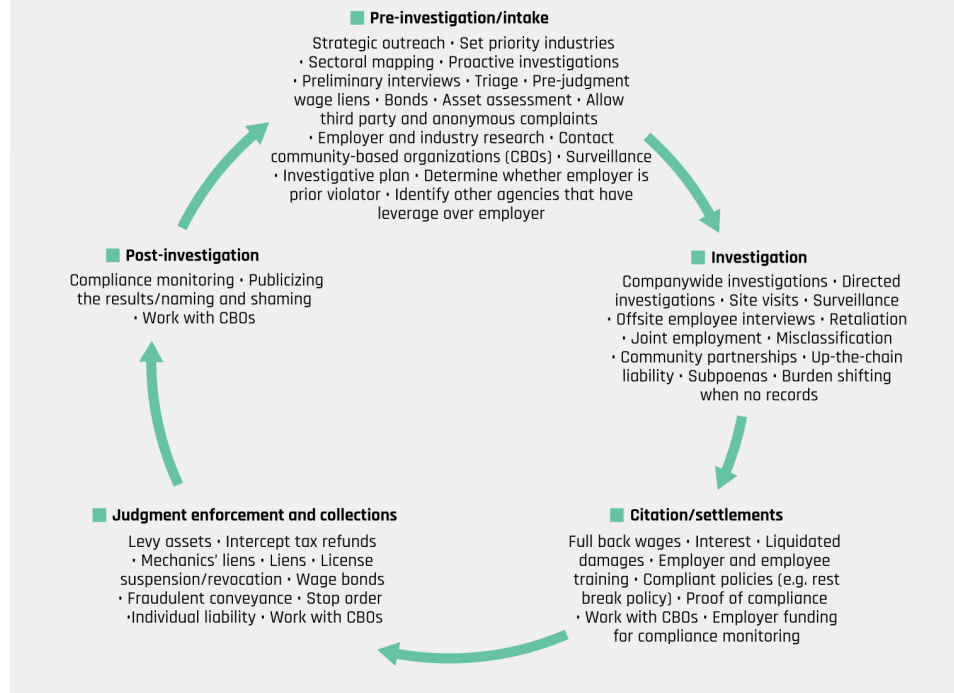 Pre-investigation/intake
Strategic outreach · Set priority industries
· Sectoral mapping · Proactive investigations
· Preliminary interviews · Triage · Pre-judgment
wage liens · Bonds · Asset assessment · Allow
third party and anonymous complaints
· Employer and industry research · Contact
community-based organizations (CBOs) · Surveillance
· Investigative plan · Determine whether employer is
prior violator · Identify other agencies that have
leverage over employer
Investigation
Companywide investigations · Directed
investigations · Site visits · Surveillance
· Offsite employee interviews · Retaliation
· Joint employment · Misclassification
· Community partnerships · Up-the-chain
liability · Subpoenas · Burden shifting
when no records
Citation/settlements
Full back wages · Interest · Liquidated
damages · Employer and employee
training · Compliant policies (e.g. rest
break policy) · Proof of compliance
· Work with CBOs · Employer funding
for compliance monitoring
Judgment enforcement and collections
Levy assets · Intercept tax refunds
· Mechanics' liens · Liens · License
suspension/revocation · Wage bonds
· Fraudulent conveyance · Stop order
·Individual liability · Work with CBOs
Post-investigation
Compliance monitoring · Publicizing
the results/naming and shaming
· Work with CBOs